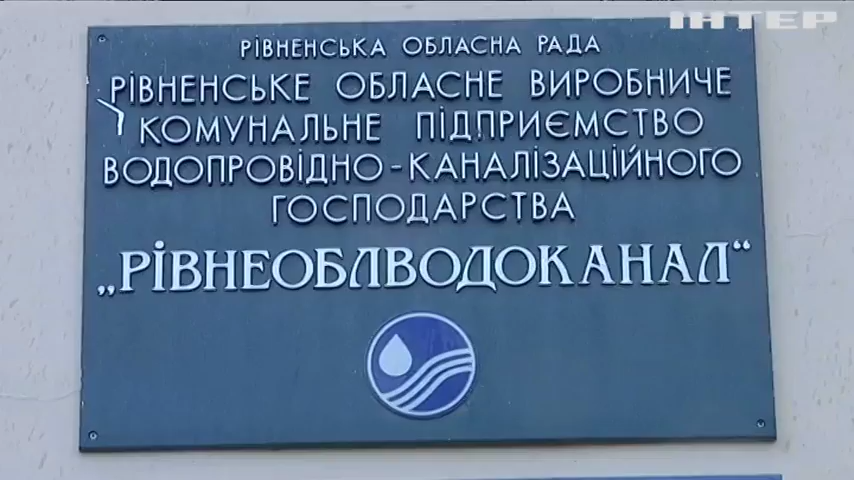 ІНТЕР
РІВНЕНСЬКА ОБЛАСНА РАДА
РІВНЕНСЬКЕ ОБЛАСНЕ ВИРОБНИЧЕ
КОМУНАЛЬНЕ ПІДПРИЄМСТВО
ВОДОПРОВІДНО-КАНАЛІЗАЦІЙНОГО
ГОСПОДАРСТВА
„РІВНЕОБЛВОДОКАНАЛ“